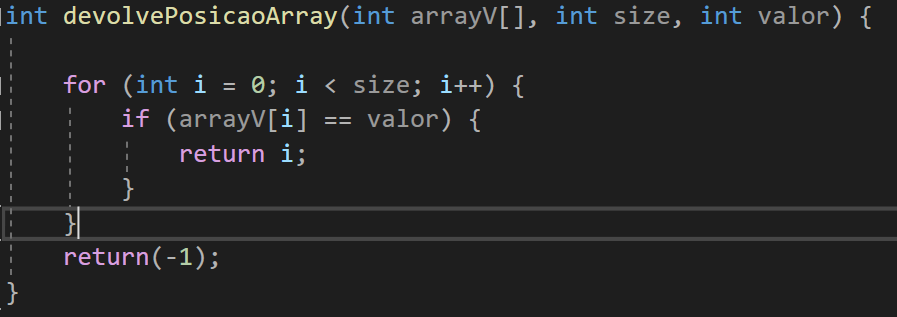 int devolvePosicaoArray(int arrayV[], int size, int valor) {
    for (int i = 0; i < size; i++) {
        if (arrayV[i] == valor) {
            return i;
        }
    }
    return(-1);
}